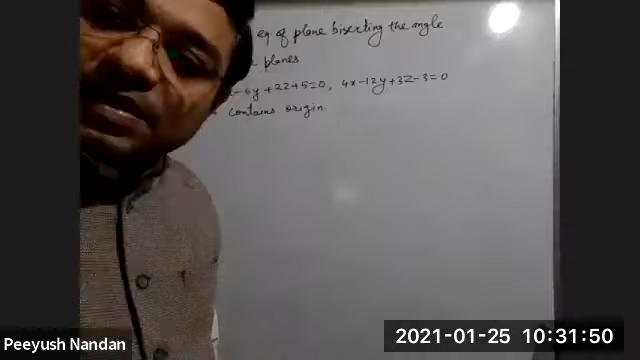 eq of plane bisecting the angle
planes
-6y+2z+5=0, 4x-12y+3z-3=0
contains origin.
Peeyush Nandan
2021-01-25 10:31:50